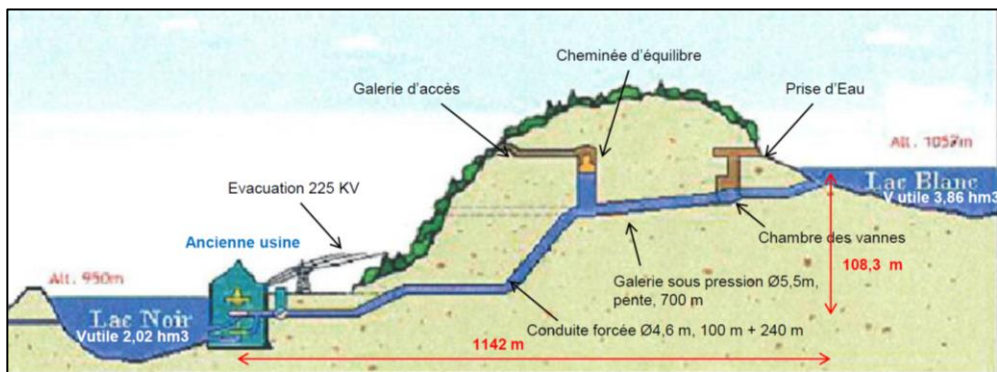 Cheminée d'équilibre
Galerie d'accès
Prise d'Eau
Alt. 1057m
Lac Blanc
V utile 3,86 hm3
Evacuation 225 KV
Ancienne usine
Chambre des vannes
108,3 m
Alt. 950m
Galerie sous pression Ø5,5m,
pente, 700 m
Lac Noir
Vutile 2,02 hm3
Conduite forcée Ø4,6 m, 100 m + 240 m
1142 m